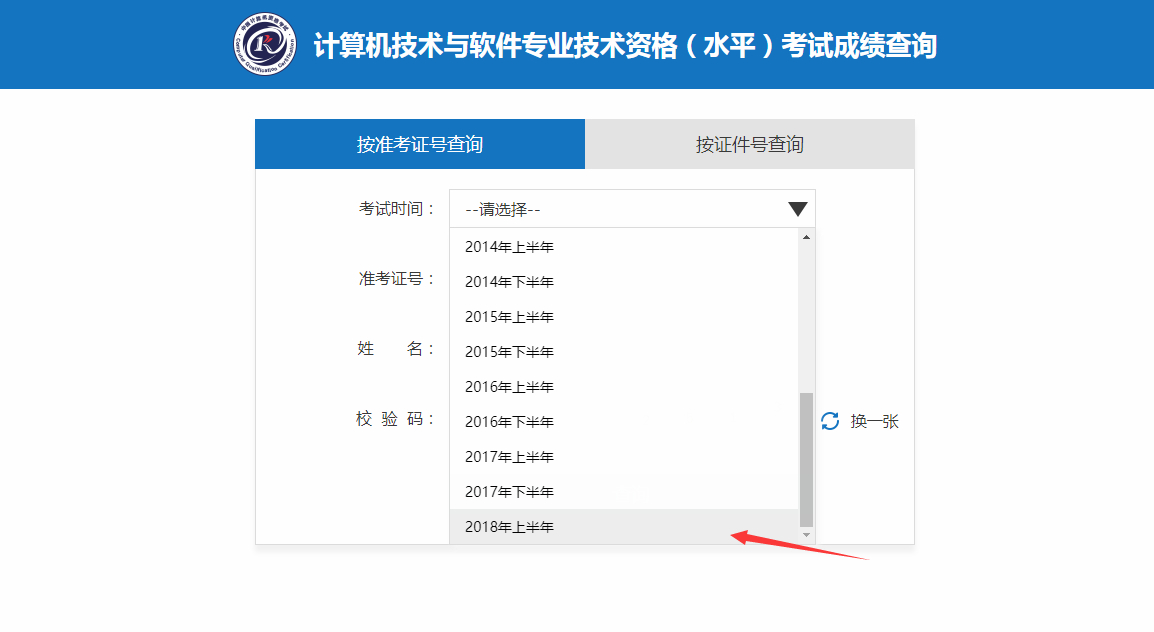 计算机技术与软件专业技术资格（水平）考试成绩查询
按准考证号查询
按证件号查询
考试时间：
--请选择--
2014年上半年
2014年下半年
2015年上半年
2015年下半年
2016年上半年
2016年下半年
2017年上半年
2017年下半年
2018年上半年
准考证号：
姓 名：
校 验 码：
换一张